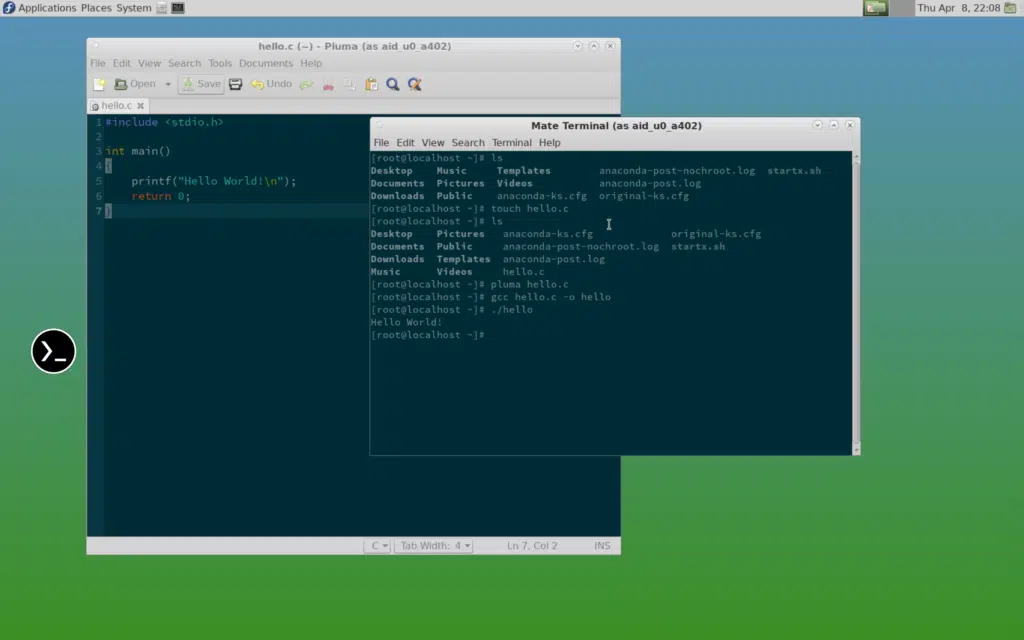 Applications Places System
Thu Apr 8, 22:08
hello.c (~) - Pluma (as aid_u0_a402)
File Edit View Search Tools Documents Help
Open Save Undo
hello.c
1 #include <stdio.h>
2
3 int main()
4 {
5     printf("Hello World!\n");
6     return 0;
7 }
C Tab Width: 4 Ln 7, Col 2 INS
Mate Terminal (as aid_u0_a402)
File Edit View Search Terminal Help
[root@localhost ~]# ls
Desktop Music Templates anaconda-post-nochroot.log startx.sh
Documents Pictures Videos anaconda-post.log
Downloads Public anaconda-ks.cfg original-ks.cfg
[root@localhost ~]# touch hello.c
[root@localhost ~]# ls
Desktop Pictures anaconda-ks.cfg original-ks.cfg
Documents Public anaconda-post-nochroot.log startx.sh
Downloads Templates anaconda-post.log
Music Videos hello.c
[root@localhost ~]# pluma hello.c
[root@localhost ~]# gcc hello.c -o hello
[root@localhost ~]# ./hello
Hello World!
[root@localhost ~]#